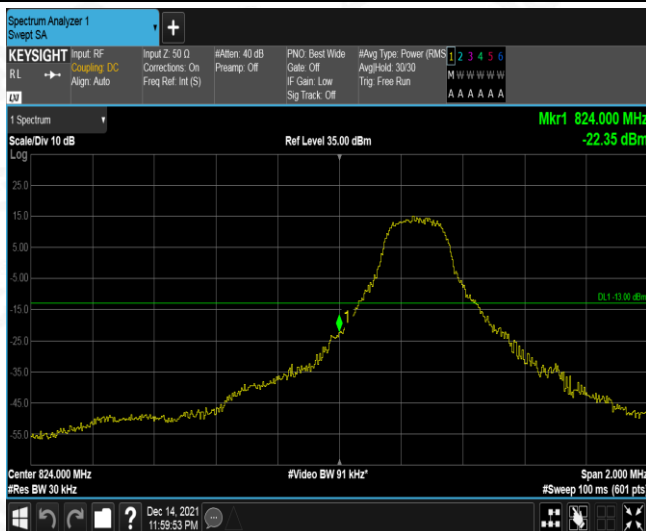 Spectrum Analyzer 1
Swept SA
+
KEYSIGHT
RL
Input: RF
Coupling: DC
Align: Auto
Input Z: 50 Ω
Corrections: On
Freq Ref: Int (S)
#Atten: 40 dB
Preamp: Off
PNO: Best Wide
Gate: Off
IF Gain: Low
Sig Track: Off
#Avg Type: Power (RMS
Avg|Hold: 30/30
Trig: Free Run
1 2 3 4 5 6
M W W W W W
A A A A A A
LXI
1 Spectrum
Mkr1 824.000 MHz
-22.35 dBm
Scale/Div 10 dB
Ref Level 35.00 dBm
Log
25.0
15.0
5.00
-5.00
DL1 -13.00 dBm
-15.0
1
-25.0
-35.0
-45.0
-55.0
Center 824.000 MHz
#Video BW 91 kHz*
Span 2.000 MHz
#Res BW 30 kHz
#Sweep 100 ms (601 pts)
?
Dec 14, 2021
11:59:53 PM